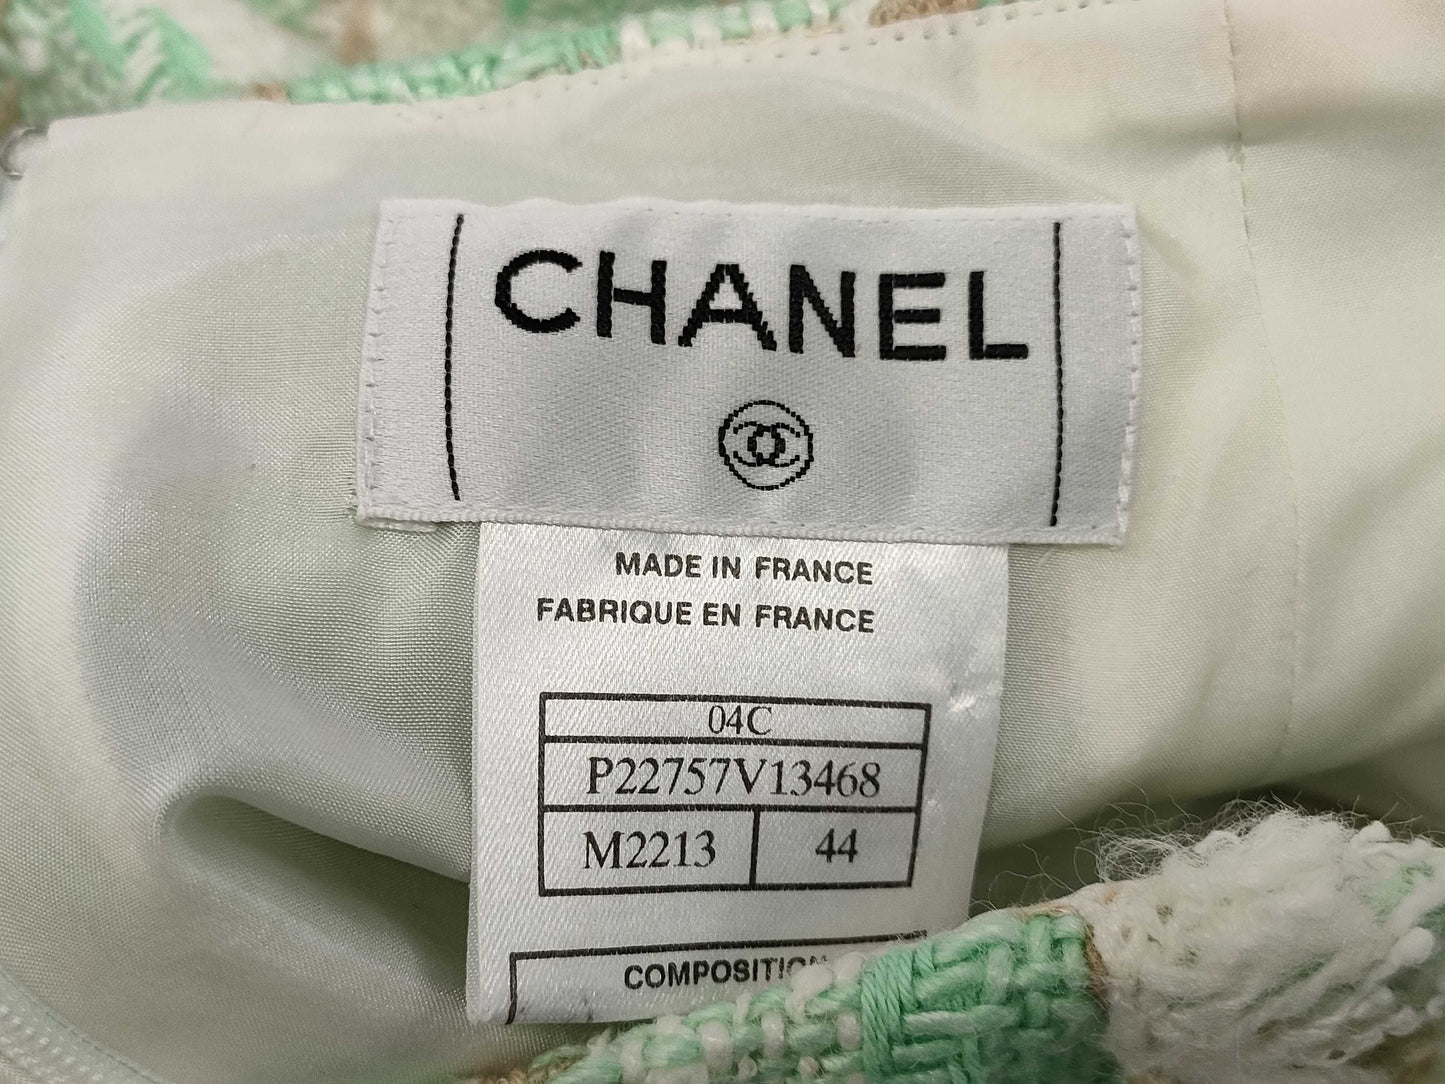 CHANEL
MADE IN FRANCE
FABRIQUE EN FRANCE
04C
P22757V13468
M2213 44